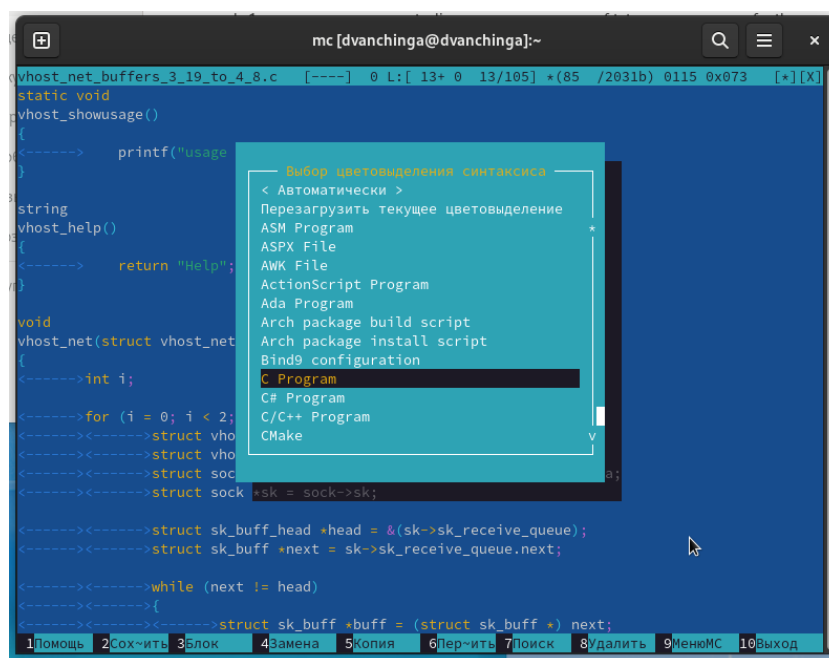 mc [dvanchinga@dvanchinga]:~
vhost_net_buffers_3_19_to_4_8.c [----] 0 L:[ 13+ 0 13/105] *(85 /2031b) 0115 0x073 [*][X]
static void
vhost_showusage()
{
<------> printf("usage
}
string
vhost_help()
{
<------> return "Help";
}
void
vhost_net(struct vhost_net
{
<------>int i;
<------>for (i = 0; i < 2;
<------><------>struct vho
<------><------>struct vho
<------><------>struct soc
a;
<------><------>struct sock *sk = sock->sk;
<------><------>struct sk_buff_head *head = &(sk->sk_receive_queue);
<------><------>struct sk_buff *next = sk->sk_receive_queue.next;
<------><------>while (next != head)
<------><------>{
<------><------><------>struct sk_buff *buff = (struct sk_buff *) next;
Выбор цветовыделения синтаксиса
< Автоматически >
Перезагрузить текущее цветовыделение
ASM Program
ASPX File
AWK File
ActionScript Program
Ada Program
Arch package build script
Arch package install script
Bind9 configuration
C Program
C# Program
C/C++ Program
CMake
1Помощь 2Сох~ить 3Блок 4Замена 5Копия 6Пер~ить 7Поиск 8Удалить 9МенюMC 10Выход